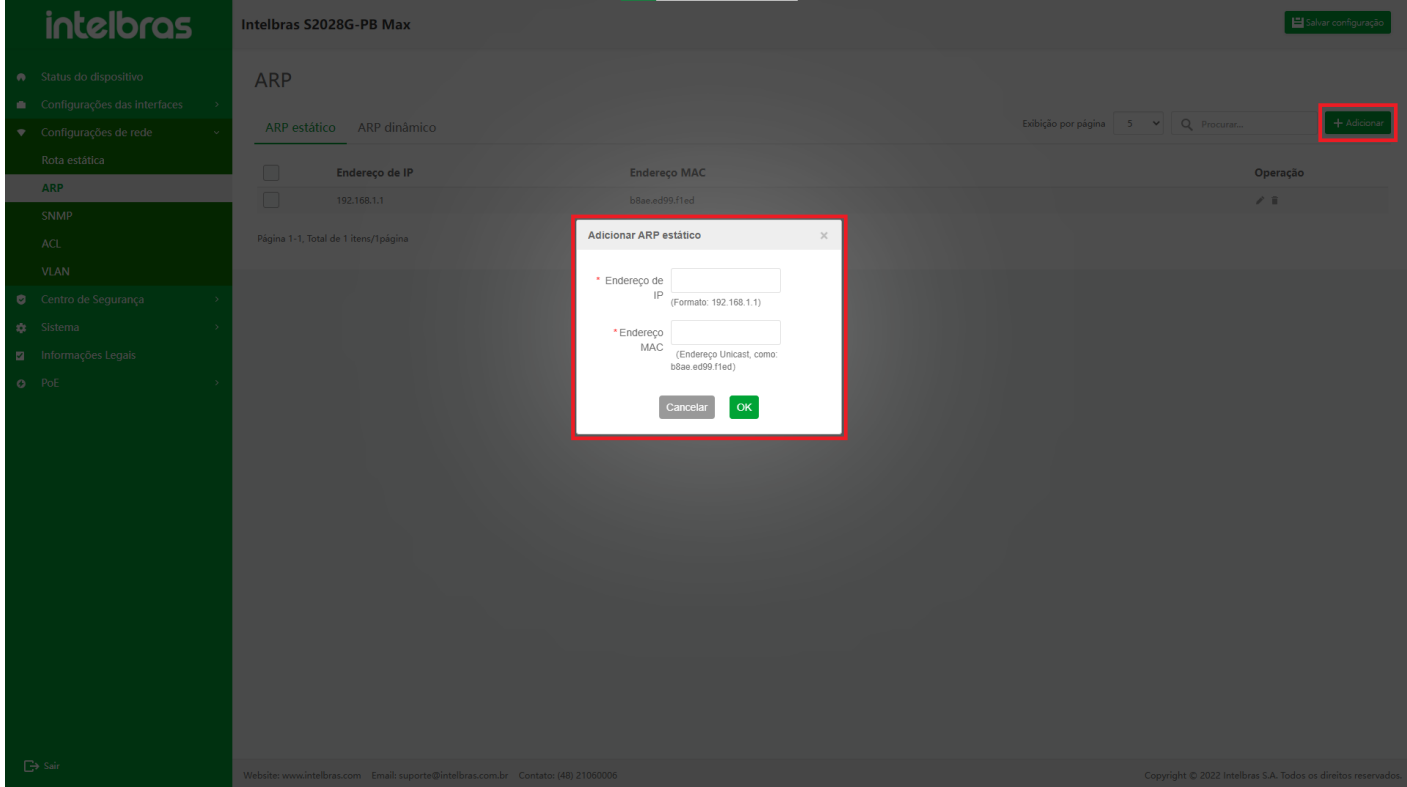 intelbras
Intelbras S2028G-PB Max
Salvar configuração
Status do dispositivo
Configurações das interfaces
Configurações de rede
Rota estática
ARP
SNMP
ACL
VLAN
Centro de Segurança
Sistema
Informações Legais
PoE
Sair
ARP
ARP estático ARP dinâmico
Exibição por página 5 Procurar... + Adicionar
Endereço de IP Endereço MAC Operação
192.168.1.1 b8ae.ed99.f1ed
Página 1-1, Total de 1 itens/1página
Adicionar ARP estático ×
* Endereço de
IP
(Formato: 192.168.1.1)
* Endereço
MAC
(Endereço Unicast, como:
b8ae.ed99.f1ed)
Cancelar OK
Website: www.intelbras.com Email: suporte@intelbras.com.br Contato: (48) 21060006
Copyright © 2022 Intelbras S.A. Todos os direitos reservados.